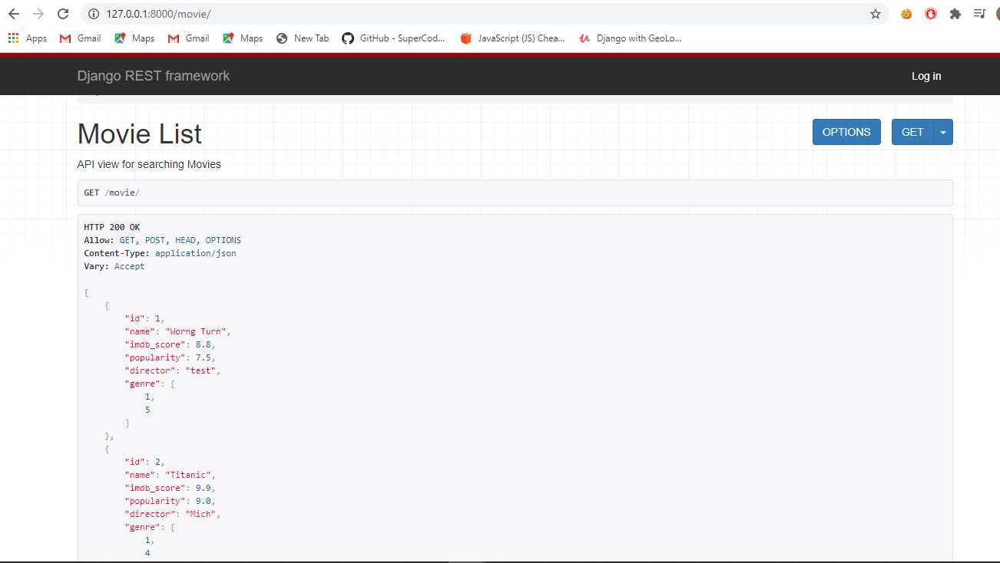 127.0.0.1:8000/movie/
Apps Gmail Maps Gmail Maps New Tab GitHub - SuperCod... JavaScript (JS) Chea... Django with GeoLo...
Django REST framework Log in
Movie List OPTIONS GET
API view for searching Movies
GET /movie/
HTTP 200 OK
Allow: GET, POST, HEAD, OPTIONS
Content-Type: application/json
Vary: Accept
[
{
"id": 1,
"name": "Worng Turn",
"imdb_score": 8.8,
"popularity": 7.5,
"director": "test",
"genre": [
1,
5
]
},
{
"id": 2,
"name": "Titanic",
"imdb_score": 9.9,
"popularity": 9.0,
"director": "Mich",
"genre": [
1,
4